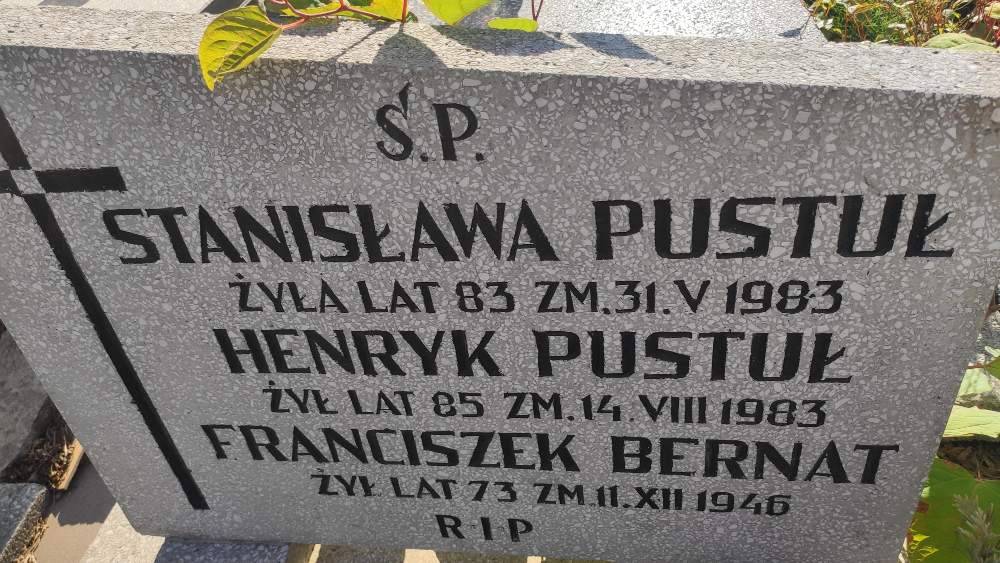 Ś.P.
STANISŁAWA PUSTUŁ
ŻYŁA LAT 83 ZM.31.V 1983
HENRYK PUSTUŁ
ŻYŁ LAT 85 ZM.14.VIII 1983
FRANCISZEK BERNAT
ŻYŁ LAT 73 ZM.11.XII 1946
RIP